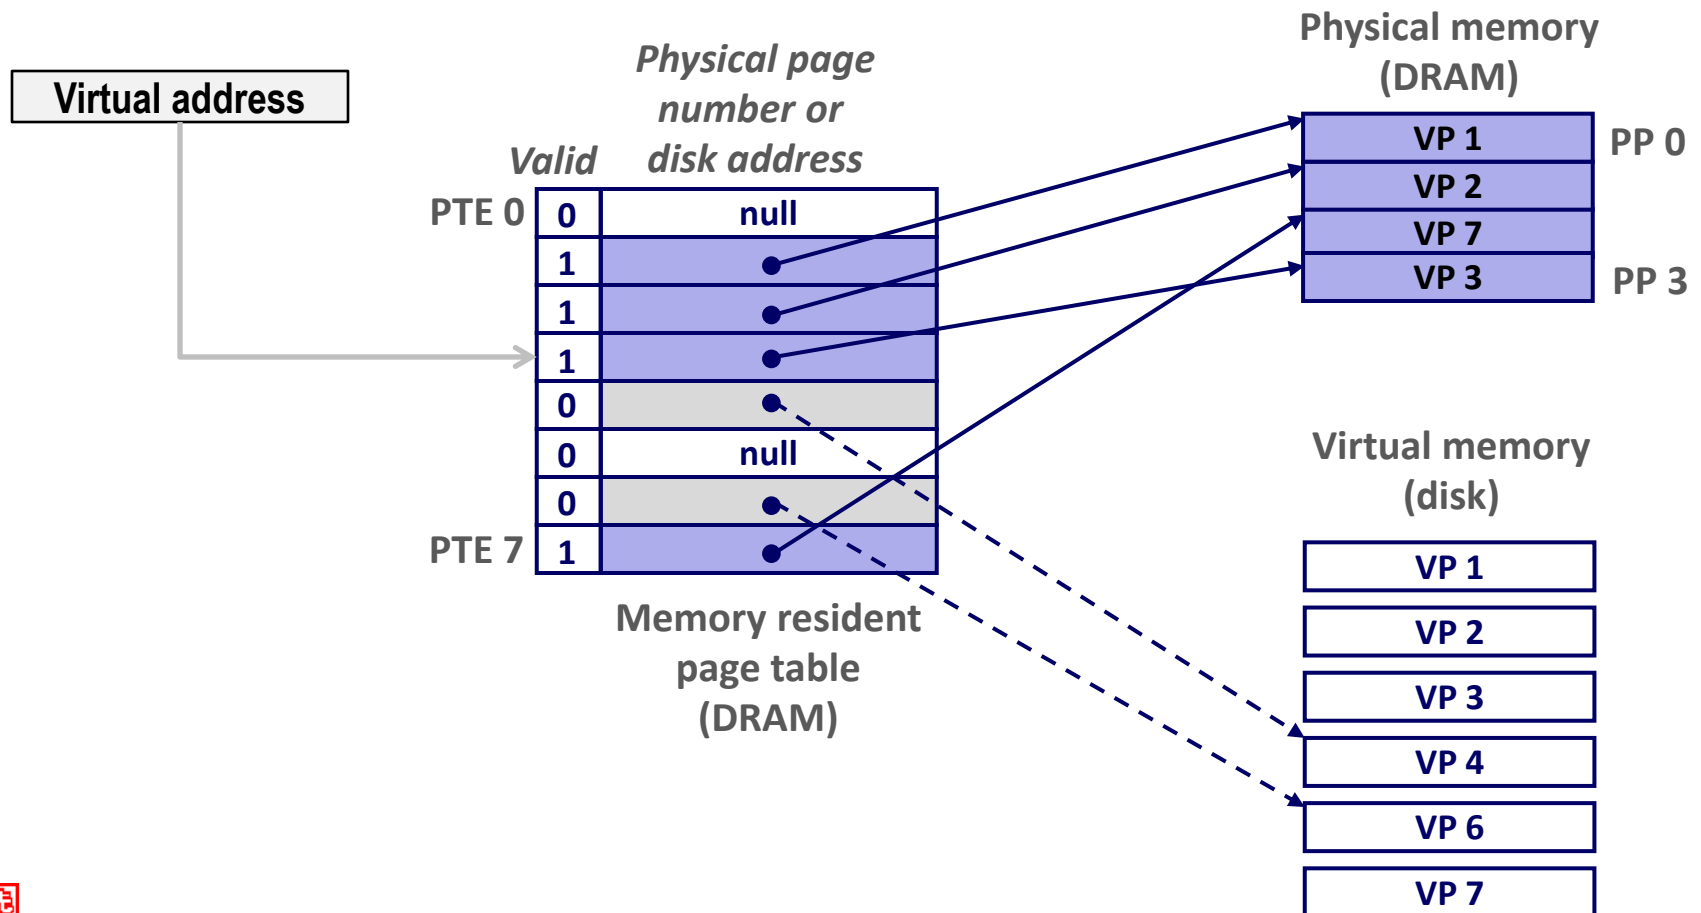 Virtual address
Physical page
number or
disk address
Valid
PTE 0
0
null
1
1
1
0
0
null
0
PTE 7
1
Memory resident
page table
(DRAM)
Physical memory
(DRAM)
VP 1
PP 0
VP 2
VP 7
VP 3
PP 3
Virtual memory
(disk)
VP 1
VP 2
VP 3
VP 4
VP 6
VP 7